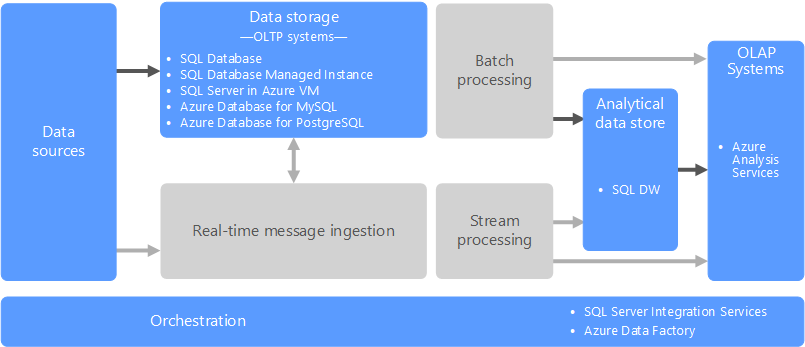 Data
sources
Data storage
—OLTP systems—
• SQL Database
• SQL Database Managed Instance
• SQL Server in Azure VM
• Azure Database for MySQL
• Azure Database for PostgreSQL
Real-time message ingestion
Batch
processing
Stream
processing
Analytical
data store
• SQL DW
OLAP
Systems
• Azure
Analysis
Services
Orchestration
• SQL Server Integration Services
• Azure Data Factory